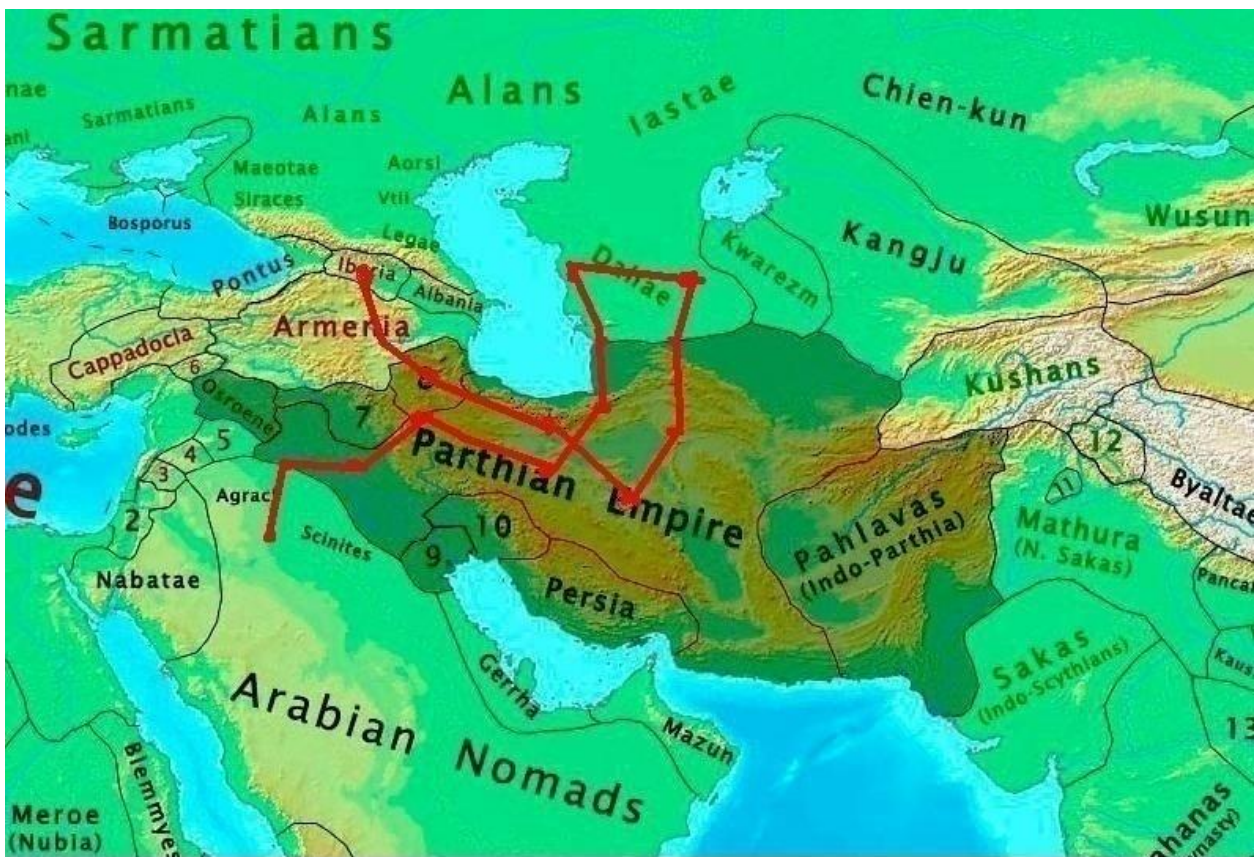 Sarmatians
Alans
Iastae
Chien-kun
nae
Sarmatians
Alans
ani
Maeotae
Siraces
Aorsi
Vtii
Legae
Bosporus
Wusun
Kangju
Kwarezm
Dahae
Pontus
Iberia
Albania
Armenia
Cappadocia
6
8
Kushans
Osroene
7
odes
5
4
3
12
Parthian Empire
e
Agrac
11
Byaltae
2
Scinites
10
9
Pahlavas
(Indo-Parthia)
Mathura
(N. Sakas)
Nabatae
Persia
Panca
Sakas
(Indo-Scythians)
Gerrha
Arabian Nomads
Mazun
13
Blemmyes
Meroe
(Nubia)
ahanas